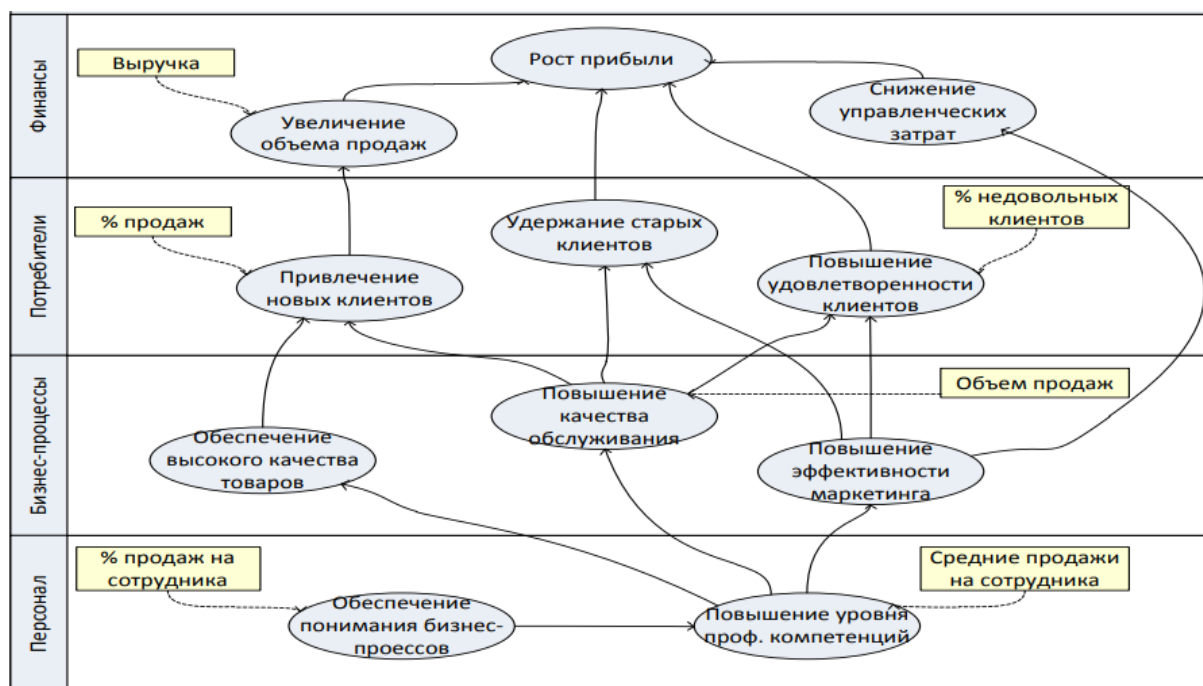 Финансы
Выручка
Рост прибыли
Увеличение
объема продаж
Снижение
управленческих
затрат
Потребители
% продаж
Привлечение
новых клиентов
Удержание старых
клиентов
% недовольных
клиентов
Повышение
удовлетворенности
клиентов
Бизнес-процессы
Обеспечение
высокого качества
товаров
Повышение
качества
обслуживания
Объем продаж
Повышение
эффективности
маркетинга
Персонал
% продаж на
сотрудника
Обеспечение
понимания бизнес-
проессов
Повышение уровня
проф. компетенций
Средние продажи
на сотрудника